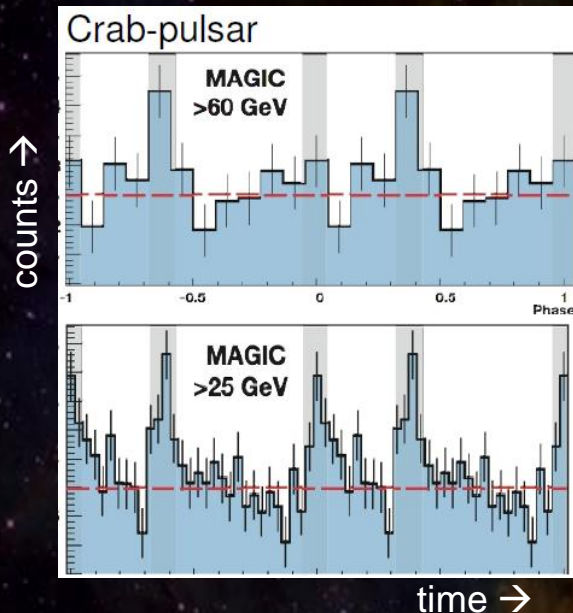 Crab-pulsar
MAGIC
>60 GeV
counts →
-1 -0.5 0 0.5 1
Phase
MAGIC
>25 GeV
time →